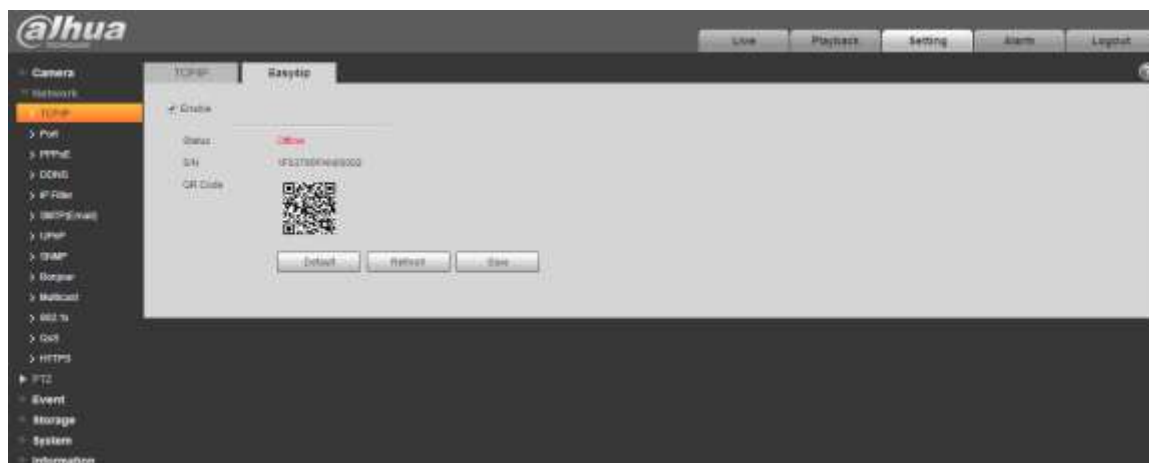 alhua
TECHNOLOGY
Live
Playback
Setting
Alarm
Logout
Camera
Network
TCP/IP
Port
PPPoE
DDNS
IP Filter
SMTP(Email)
UPnP
SNMP
Bonjour
Multicast
802.1x
QoS
HTTPS
PTZ
Event
Storage
System
Information
TCP/IP
Easy4ip
Enable
Status
Offline
S/N
QR Code
Default
Refresh
Save